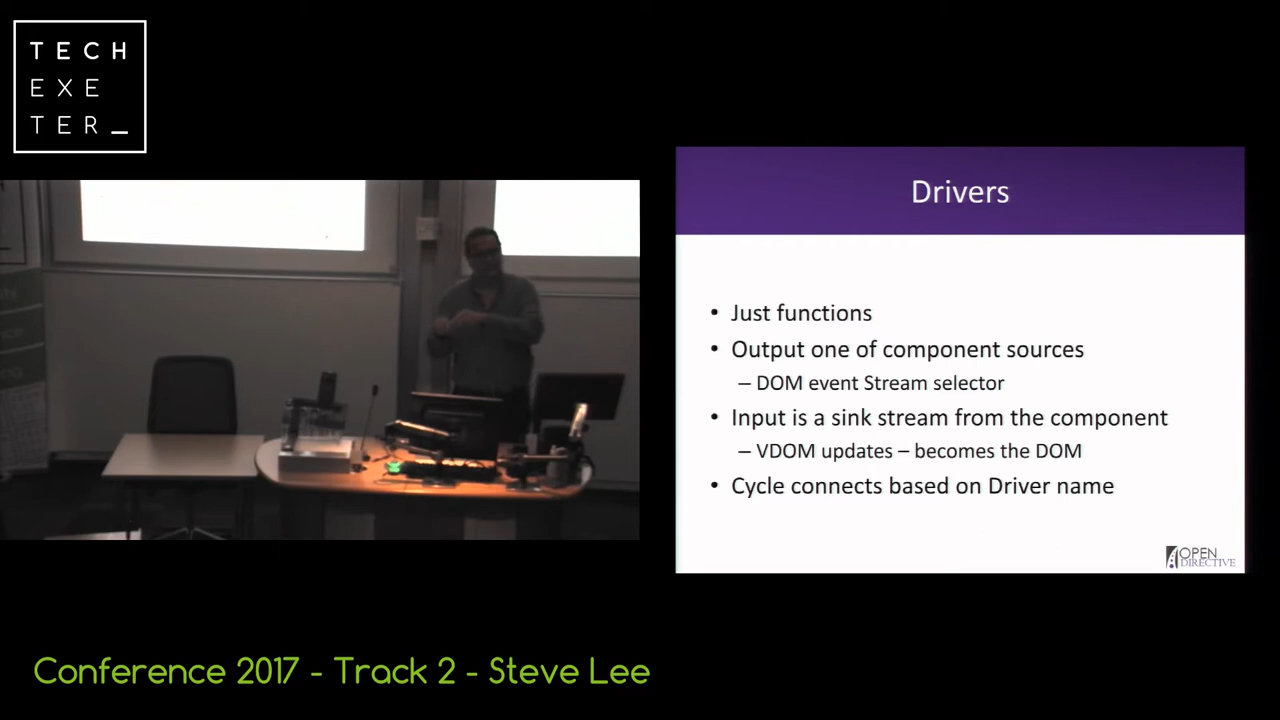 TECH
EXE
TER_
Drivers
• Just functions
• Output one of component sources
– DOM event Stream selector
• Input is a sink stream from the component
– VDOM updates – becomes the DOM
• Cycle connects based on Driver name
OPEN
DIRECTIVE
Conference 2017 - Track 2 - Steve Lee